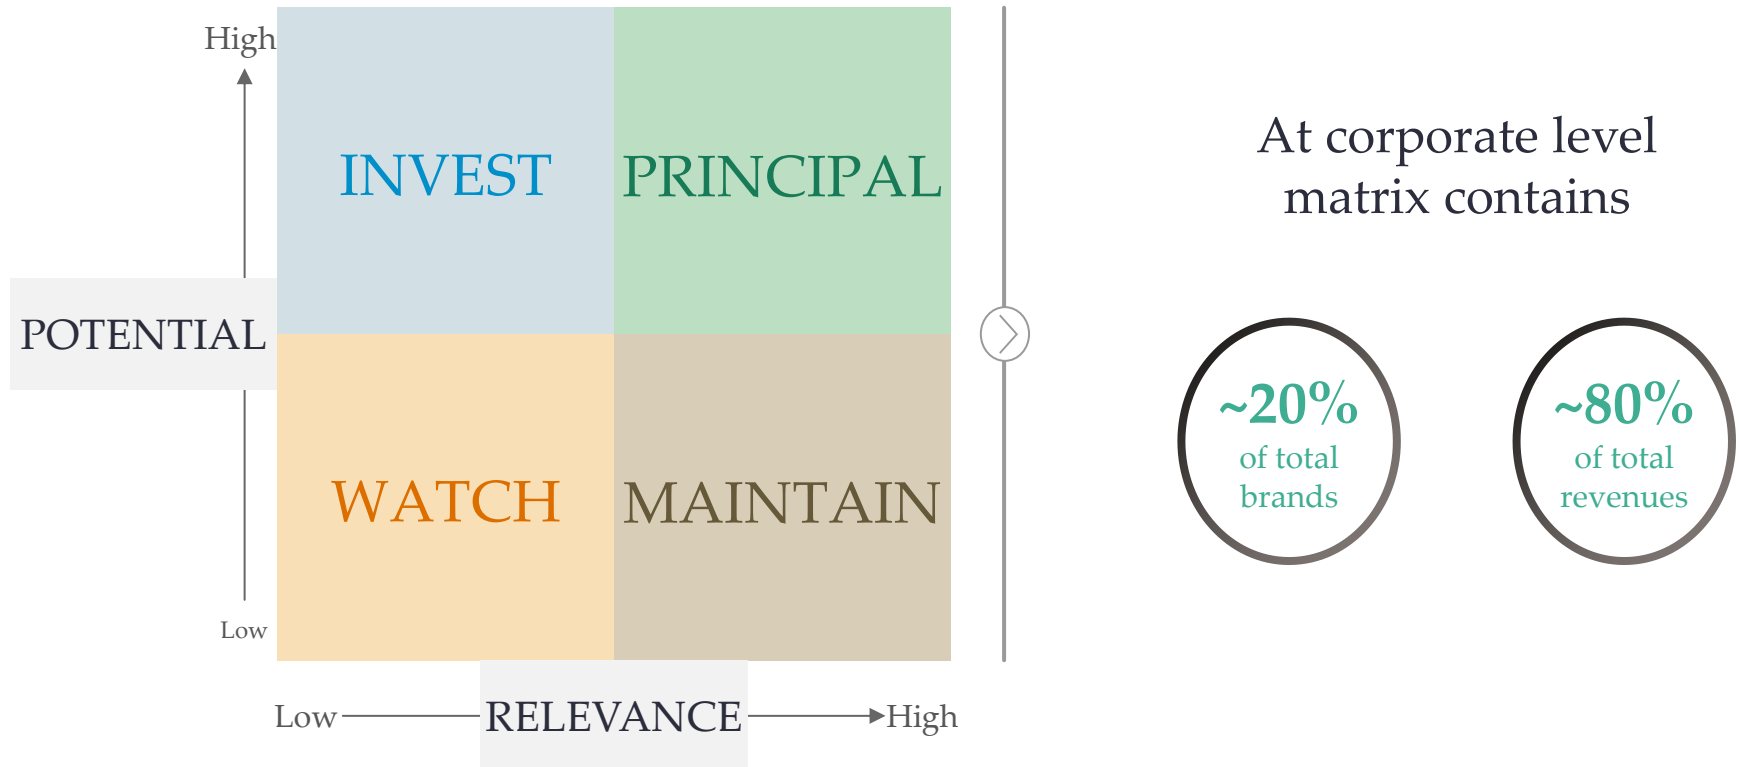 High
INVEST
PRINCIPAL
POTENTIAL
WATCH
MAINTAIN
Low
Low
RELEVANCE
High
At corporate level
matrix contains
~20%
of total
brands
~80%
of total
revenues